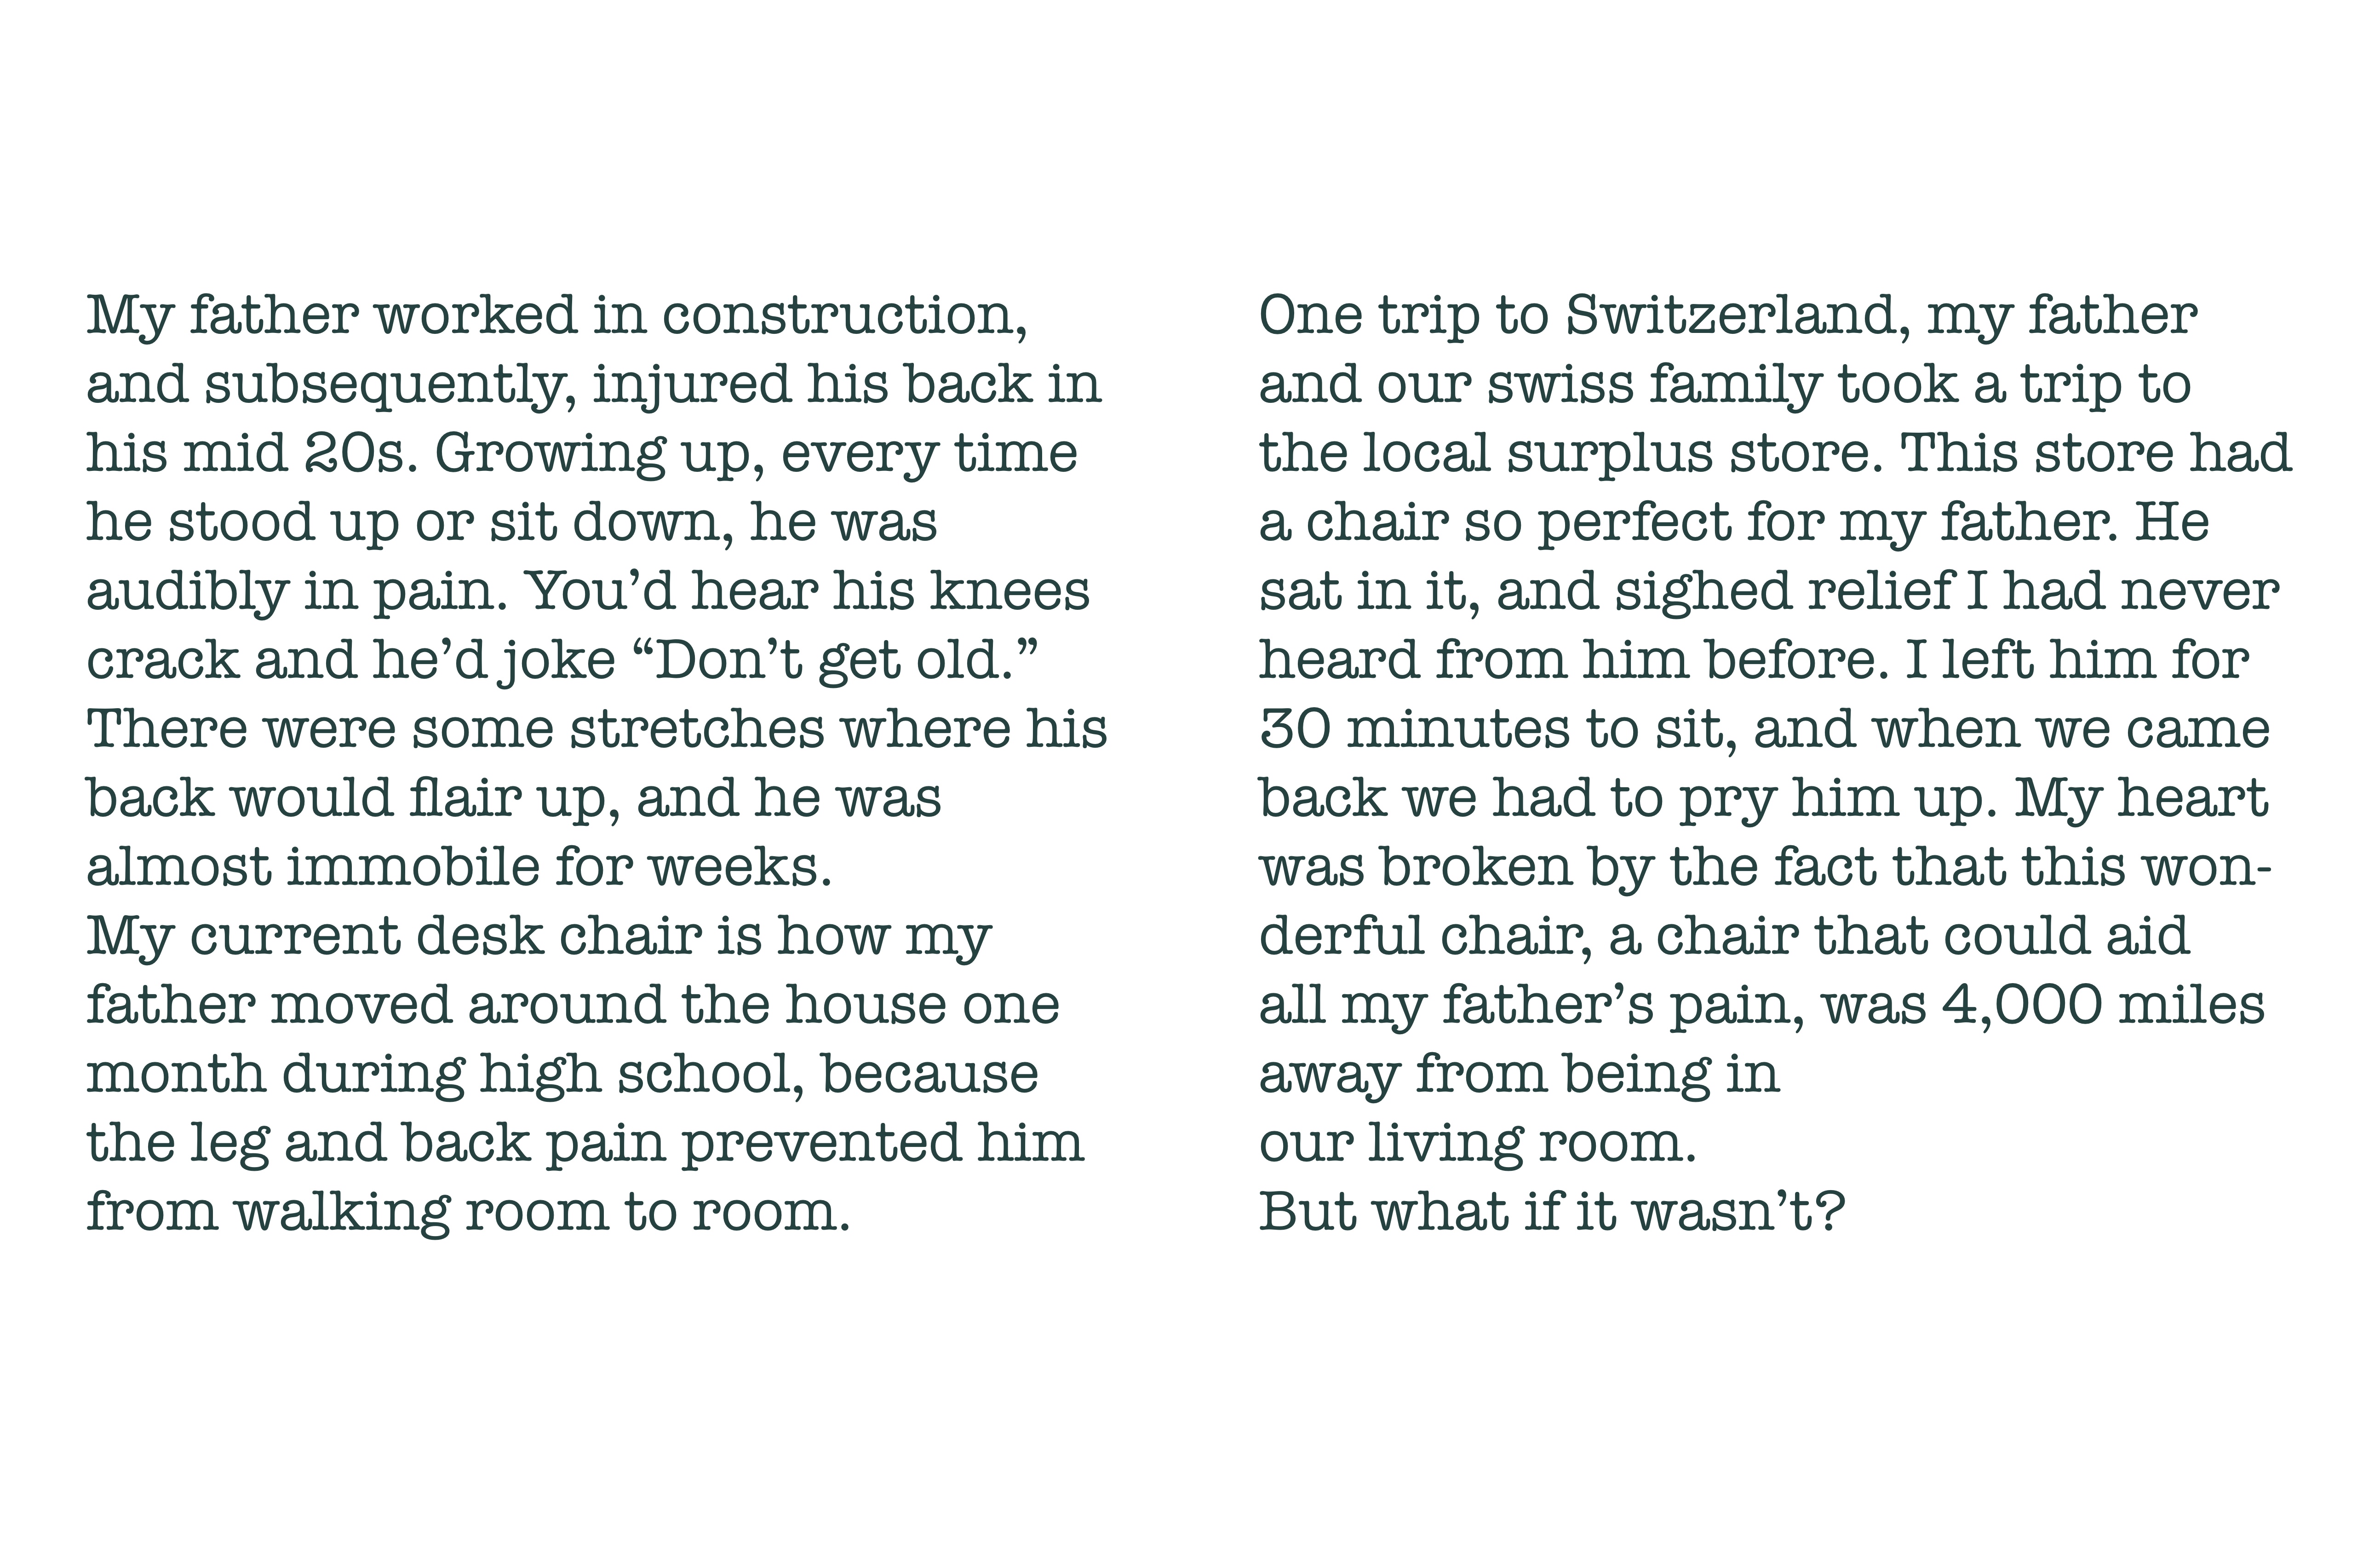 My father worked in construction,
and subsequently, injured his back in
his mid 20s. Growing up, every time
he stood up or sit down, he was
audibly in pain. You’d hear his knees
crack and he’d joke “Don’t get old.”
There were some stretches where his
back would flair up, and he was
almost immobile for weeks.
My current desk chair is how my
father moved around the house one
month during high school, because
the leg and back pain prevented him
from walking room to room.
One trip to Switzerland, my father
and our swiss family took a trip to
the local surplus store. This store had
a chair so perfect for my father. He
sat in it, and sighed relief I had never
heard from him before. I left him for
30 minutes to sit, and when we came
back we had to pry him up. My heart
was broken by the fact that this won-
derful chair, a chair that could aid
all my father’s pain, was 4,000 miles
away from being in
our living room.
But what if it wasn’t?